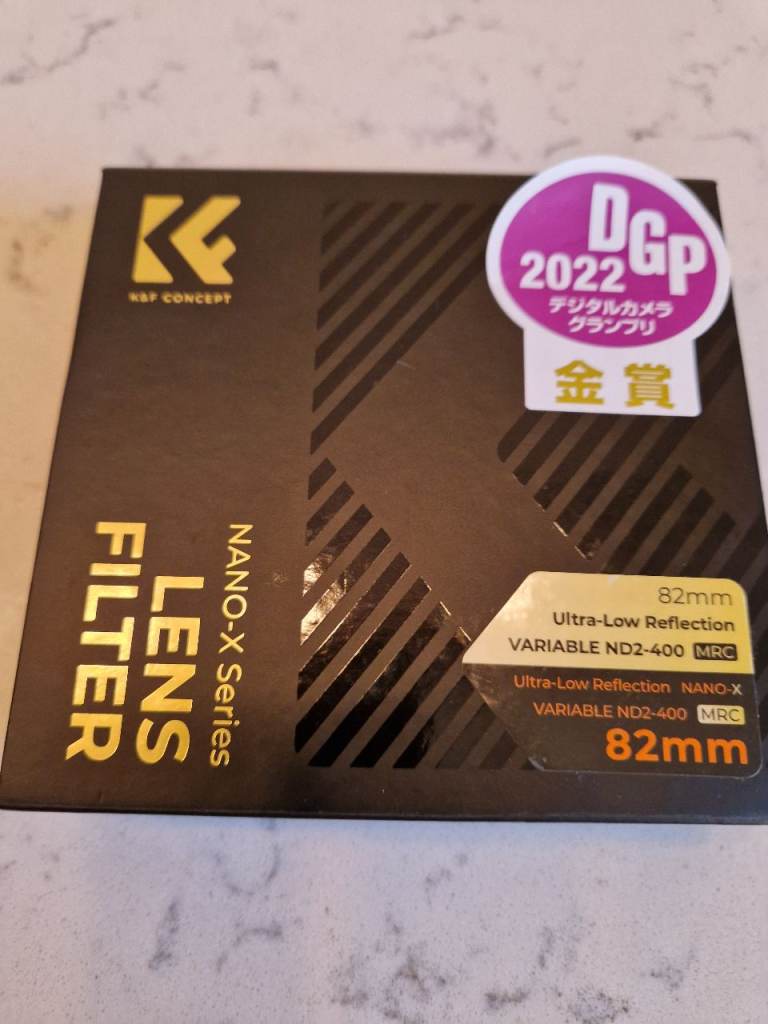 KF
K&F CONCEPT
DGP
2022
デジタルカメラ
グランプリ
金賞
NANO-X Series
LENS
FILTER
82mm
Ultra-Low Reflection
VARIABLE ND2-400 MRC
Ultra-Low Reflection NANO-X
VARIABLE ND2-400 MRC
82mm